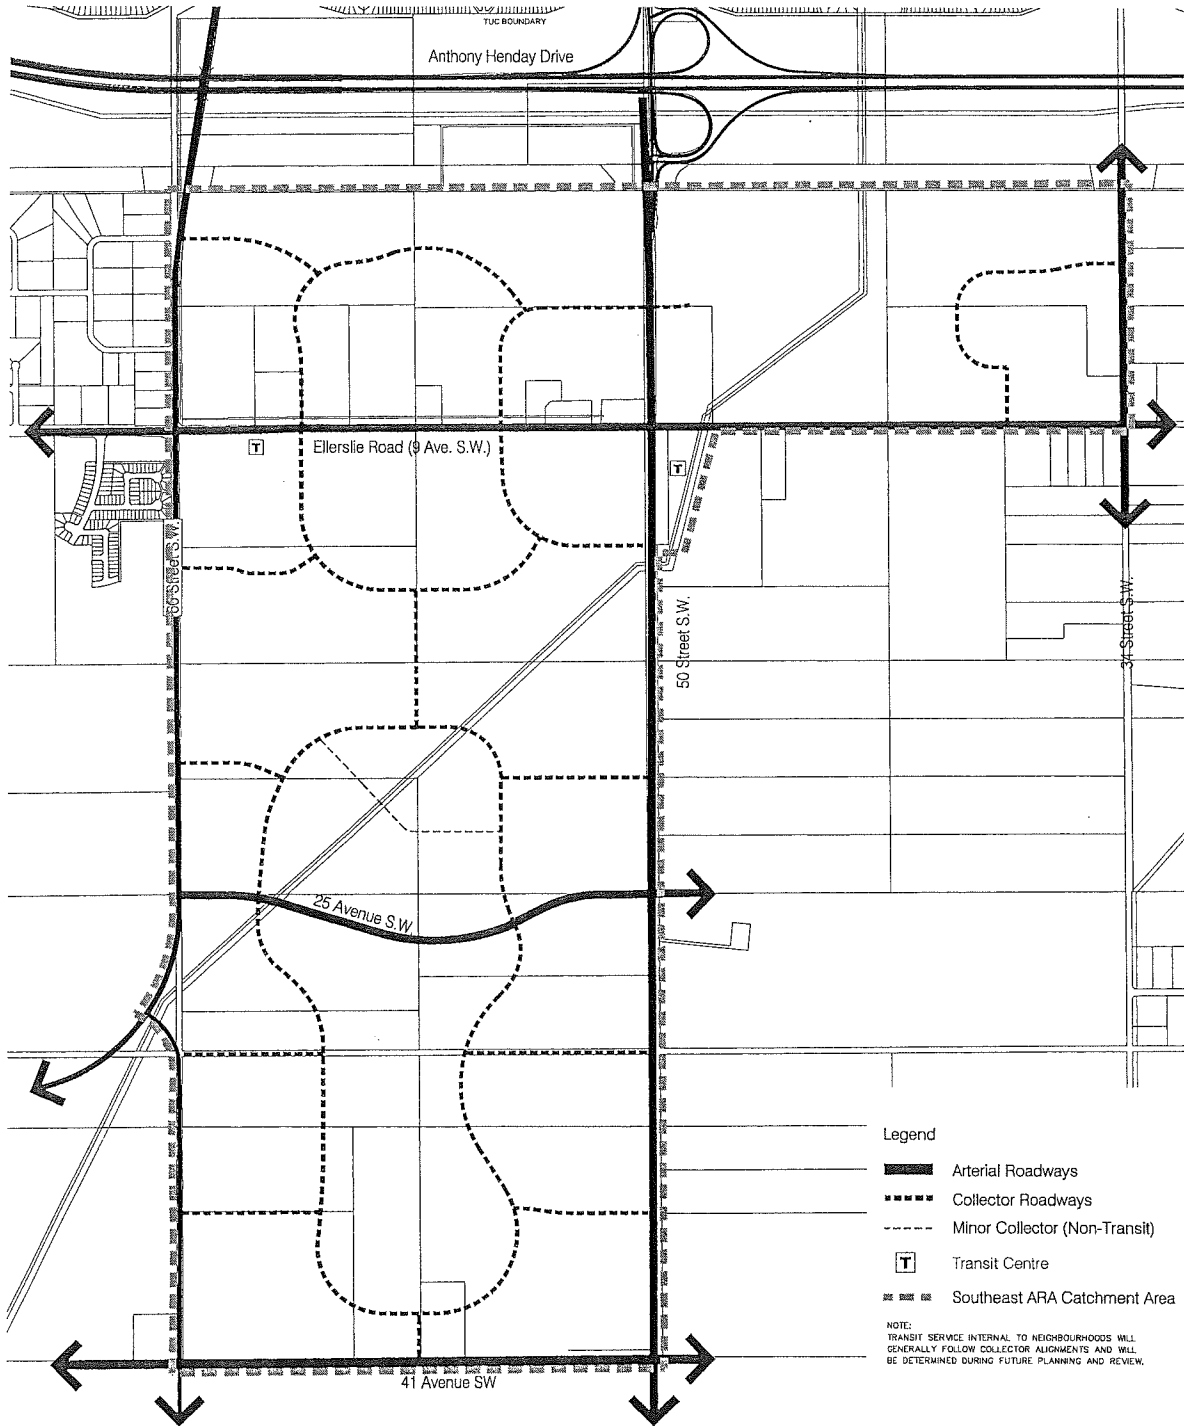 TUC BOUNDARY
Anthony Henday Drive
T
Ellerslie Road (9 Ave. S.W.)
T
66 Street S.W.
50 Street S.W.
34 Street S.W.
25 Avenue S.W.
Legend
Arterial Roadways
Collector Roadways
Minor Collector (Non-Transit)
T Transit Centre
Southeast ARA Catchment Area
NOTE:
TRANSIT SERVICE INTERNAL TO NEIGHBOURHOODS WILL
GENERALLY FOLLOW COLLECTOR ALIGNMENTS AND WILL
BE DETERMINED DURING FUTURE PLANNING AND REVIEW.
41 Avenue SW